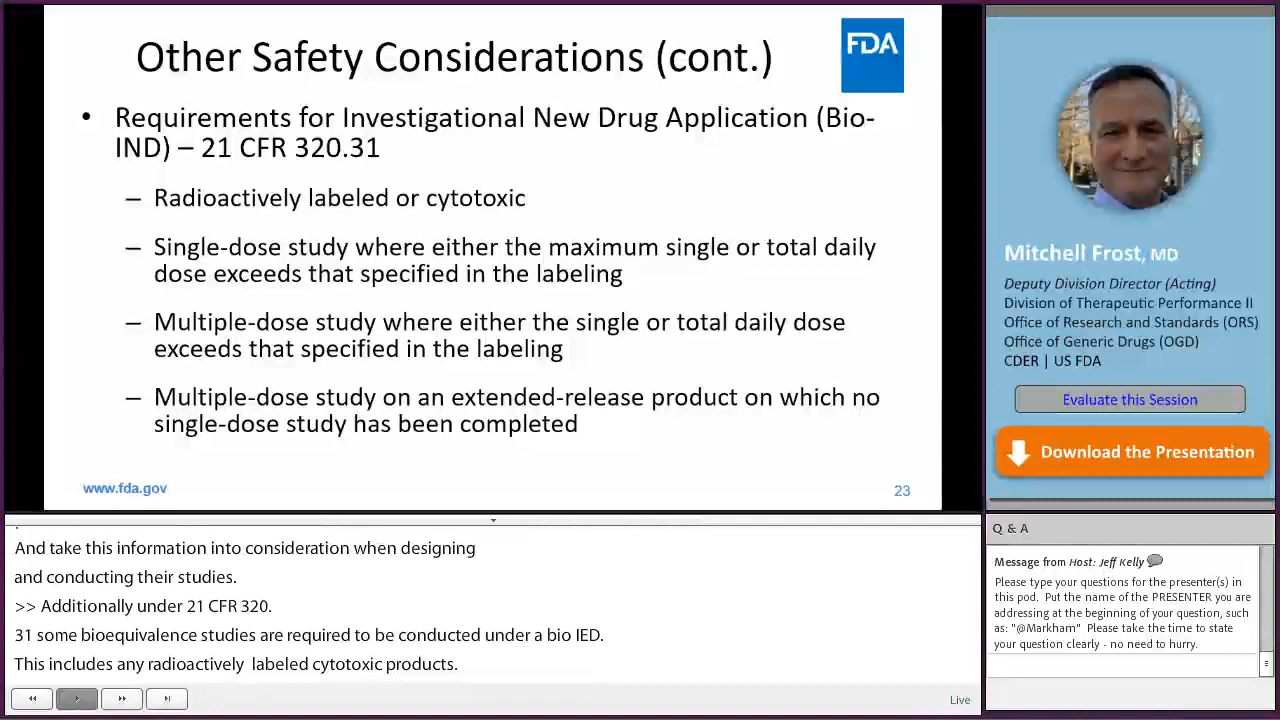 Other Safety Considerations (cont.)
FDA
• Requirements for Investigational New Drug Application (Bio-
IND) – 21 CFR 320.31
– Radioactively labeled or cytotoxic
– Single-dose study where either the maximum single or total daily
dose exceeds that specified in the labeling
– Multiple-dose study where either the single or total daily dose
exceeds that specified in the labeling
– Multiple-dose study on an extended-release product on which no
single-dose study has been completed
www.fda.gov
23
Mitchell Frost, MD
Deputy Division Director (Acting)
Division of Therapeutic Performance II
Office of Research and Standards (ORS)
Office of Generic Drugs (OGD)
CDER | US FDA
Evaluate this Session
Download the Presentation
And take this information into consideration when designing
and conducting their studies.
>> Additionally under 21 CFR 320.
31 some bioequivalence studies are required to be conducted under a bio IED.
This includes any radioactively labeled cytotoxic products.
Live
Q & A
Message from Host: Jeff Kelly
Please type your questions for the presenter(s) in
this pod. Put the name of the PRESENTER you are
addressing at the beginning of your question, such
as: "@Markham" Please take the time to state
your question clearly - no need to hurry.